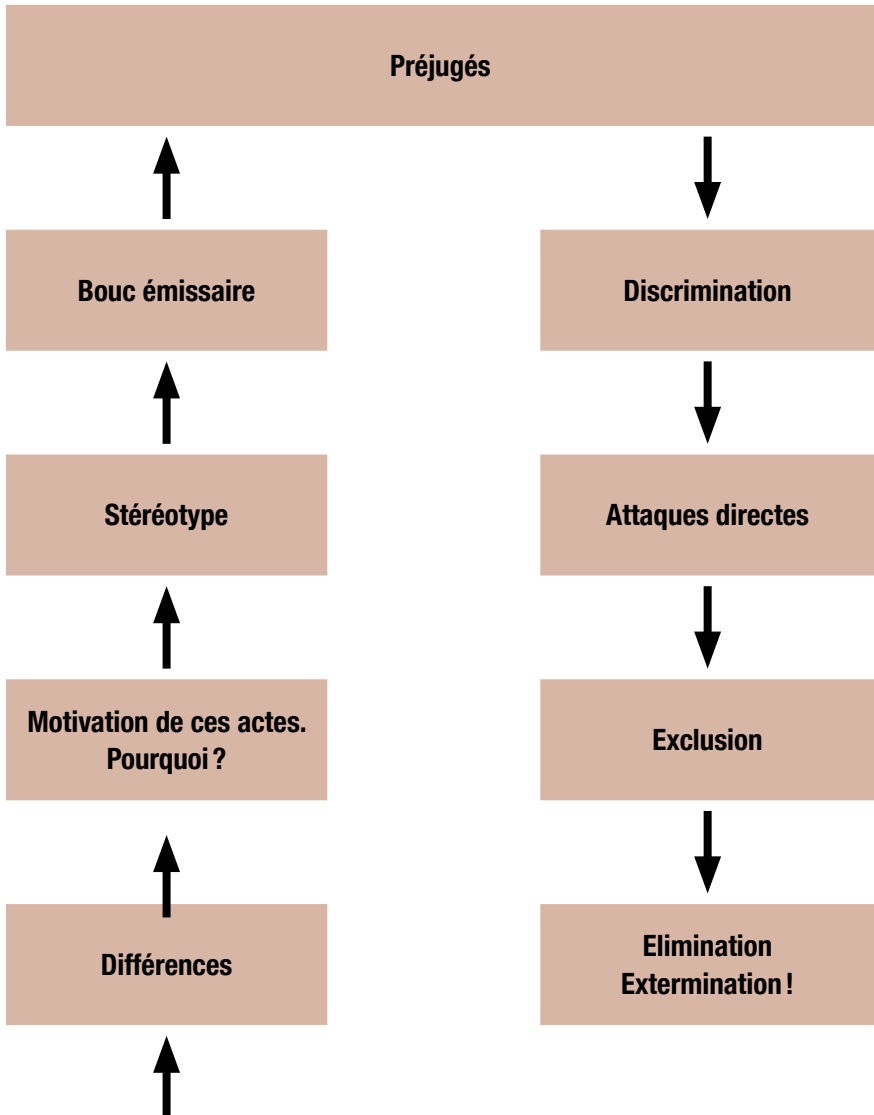 Préjugés
Bouc émissaire
Discrimination
Stéréotype
Attaques directes
Motivation de ces actes.
Pourquoi ?
Exclusion
Différences
Elimination
Extermination !